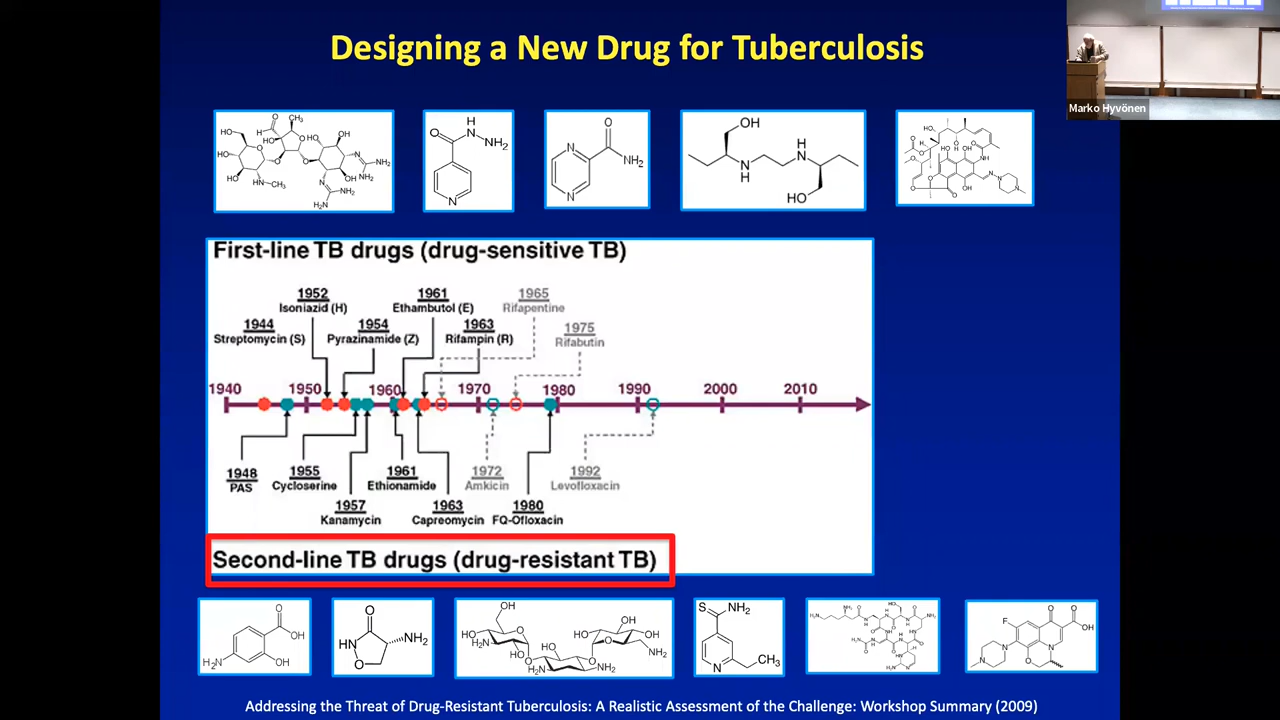 Designing a New Drug for Tuberculosis
Marko Hyvönen
First-line TB drugs (drug-sensitive TB)
1952
Isoniazid (H)
1961
Ethambutol (E)
1965
Rifapentine
1944
Streptomycin (S)
1954
Pyrazinamide (Z)
1963
Rifampin (R)
1975
Rifabutin
1940 1950 1960 1970 1980 1990 2000 2010
1948
PAS
1955
Cycloserine
1961
Ethionamide
1972
Amkicin
1992
Levofloxacin
1957
Kanamycin
1963
Capreomycin
1980
FQ-Ofloxacin
Second-line TB drugs (drug-resistant TB)
Addressing the Threat of Drug-Resistant Tuberculosis: A Realistic Assessment of the Challenge: Workshop Summary (2009)